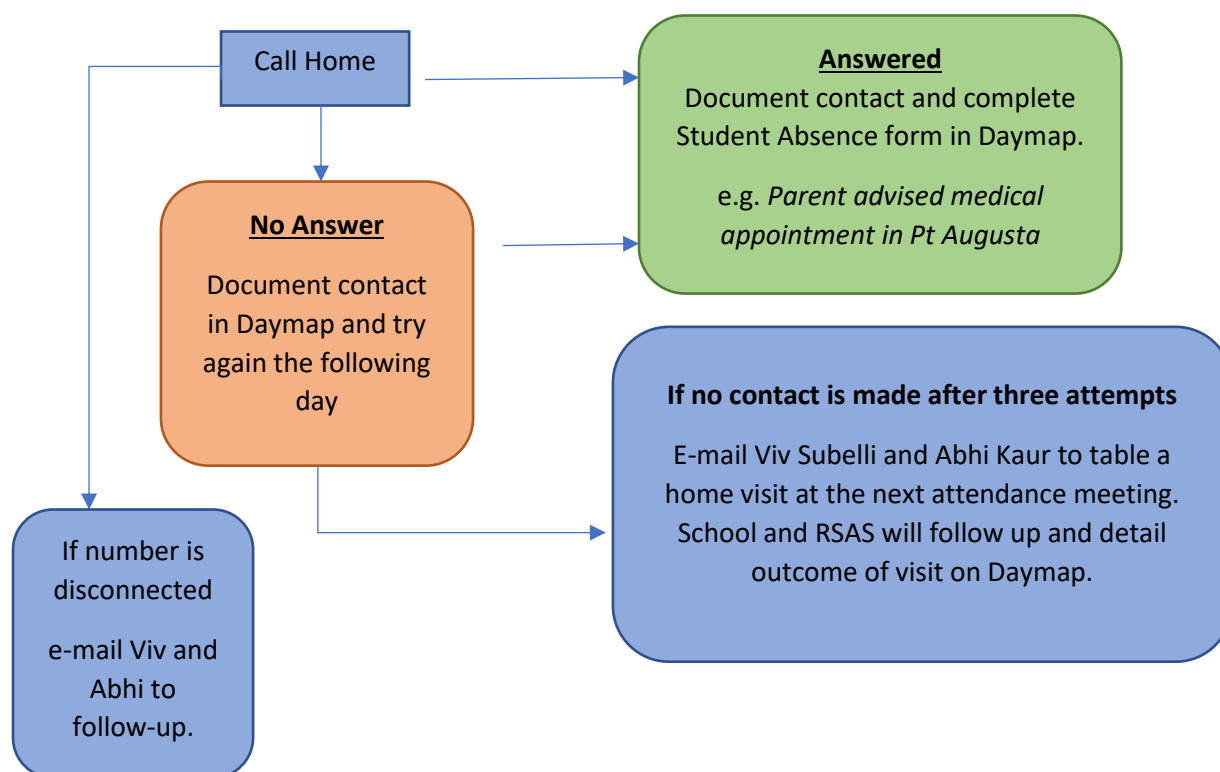 Call Home
Answered
Document contact and complete
Student Absence form in Daymap.
e.g. Parent advised medical
appointment in Pt Augusta
No Answer
Document contact
in Daymap and try
again the following
day
If no contact is made after three attempts
E-mail Viv Subelli and Abhi Kaur to table a
home visit at the next attendance meeting.
School and RSAS will follow up and detail
outcome of visit on Daymap.
If number is
disconnected
e-mail Viv and
Abhi to
follow-up.